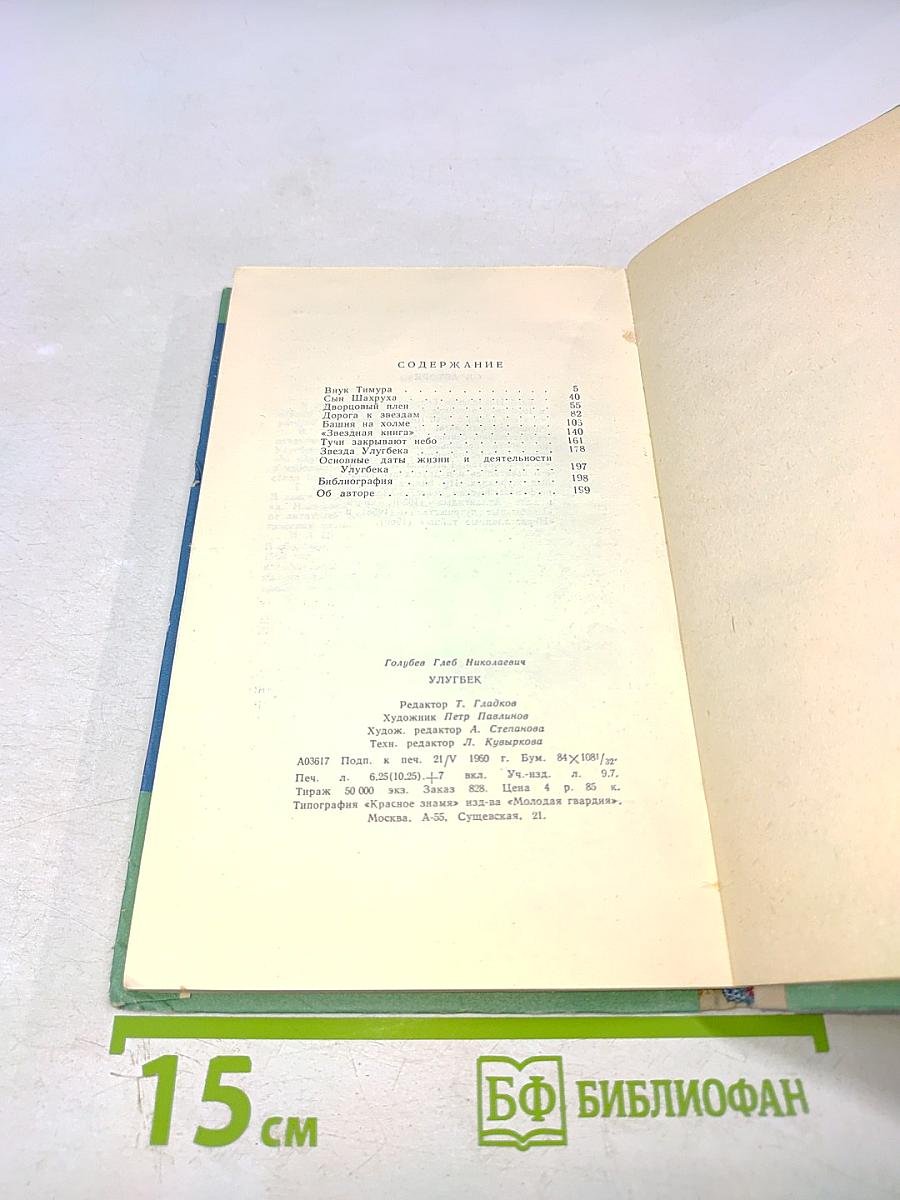 СОДЕРЖАНИЕ
Внук Тимура . . . . . . . . . . . . 5
Сын Шахруха . . . . . . . . . . . . 40
Дворцовый плен . . . . . . . . . . . 55
Дорога к звездам . . . . . . . . . . 82
Башня на холме . . . . . . . . . . . 105
«Звездная книга» . . . . . . . . . . 140
Тучи закрывают небо . . . . . . . . 161
Звезда Улугбека . . . . . . . . . . 178
Основные даты жизни и деятельности
Улугбека . . . . . . . . . . . 197
Библиография . . . . . . . . . . . 198
Об авторе . . . . . . . . . . . . 199
Голубев Глеб Николаевич
УЛУГБЕК
Редактор Т. Гладков
Художник Петр Павлинов
Худож. редактор А. Степанова
Техн. редактор Л. Кувыркова
А03617 Подп. к печ. 21/V 1960 г. Бум. 84×108¹/₃₂.
Печ. л. 6,25(10,25).+7 вкл. Уч.-изд. л. 9,7.
Тираж 50 000 экз. Заказ 828. Цена 4 р. 85 к.
Типография «Красное знамя» изд-ва «Молодая гвардия».
Москва, А-55, Сущевская, 21.
15 см
БФ БИБЛИОФАН